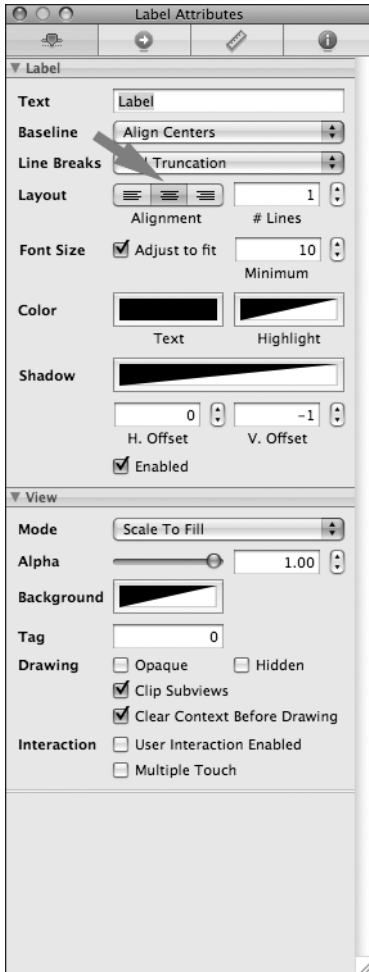 Label Attributes
Label
Text Label
Baseline Align Centers
Line Breaks Truncation
Layout 1
Alignment # Lines
Font Size Adjust to fit 10
Minimum
Color
Text Highlight
Shadow
0 -1
H. Offset V. Offset
Enabled
View
Mode Scale To Fill
Alpha 1.00
Background
Tag 0
Drawing Opaque Hidden
Clip Subviews
Clear Context Before Drawing
Interaction User Interaction Enabled
Multiple Touch